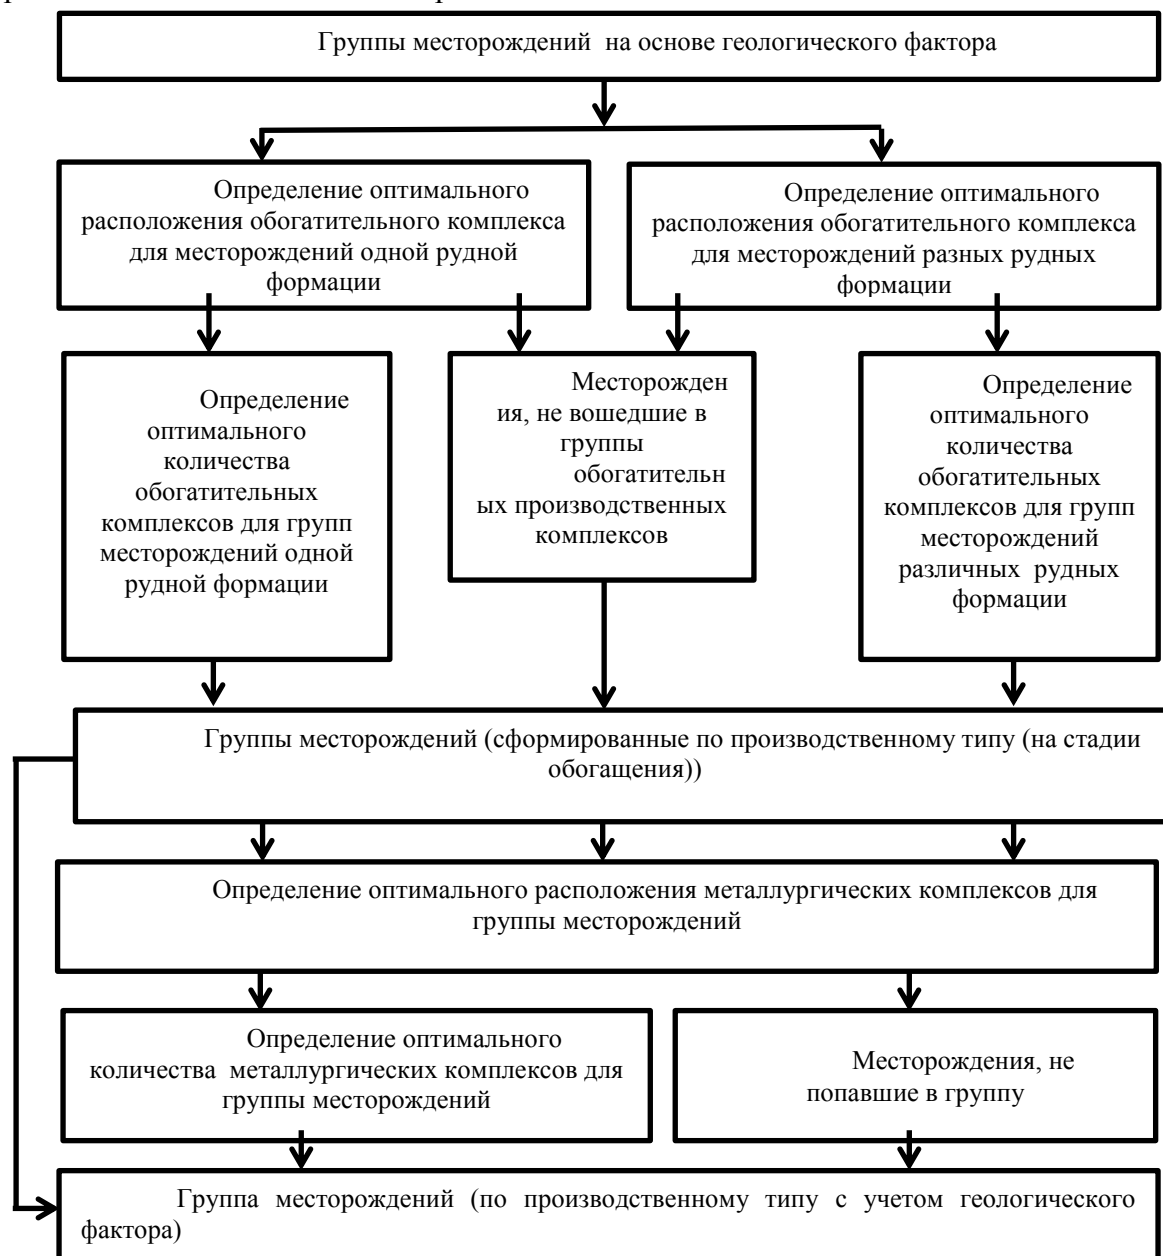 Группы месторождений на основе геологического фактора
Определение оптимального
расположения обогатительного комплекса
для месторождений одной рудной
формации
Определение оптимального
расположения обогатительного комплекса
для месторождений разных рудных
формации
Определение
оптимального
количества
обогатительных
комплексов для групп
месторождений одной
рудной формации
Месторожден
ия, не вошедшие в
группы
обогатительн
ых производственных
комплексов
Определение
оптимального
количества
обогатительных
комплексов для групп
месторождений
различных рудных
формации
Группы месторождений (сформированные по производственному типу (на стадии
обогащения))
Определение оптимального расположения металлургических комплексов для
группы месторождений
Определение оптимального
количества металлургических комплексов для
группы месторождений
Месторождения, не
попавшие в группу
Группа месторождений (по производственному типу с учетом геологического
фактора)